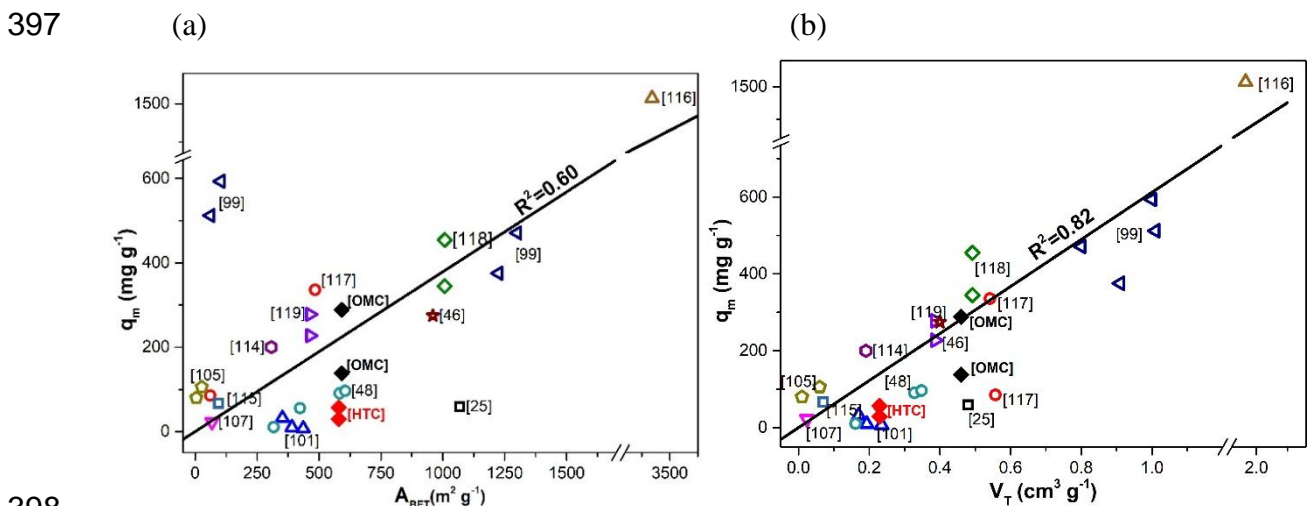 397 (a) (b)
1500
600
400
200
0
q_m (mg g⁻¹)
[116]
R²=0.60
[99]
[118]
[99]
[117]
[OMC]
[119]
[46]
[114]
[OMC]
[105]
[48]
[115]
[HTC]
[25]
[107]
[101]
0 250 500 750 1000 1250 1500 3500
A_BET(m² g⁻¹)
1500
600
400
200
0
q_m (mg g⁻¹)
[116]
R²=0.82
[99]
[118]
[117]
[119]
[OMC]
[46]
[114]
[105]
[48]
[OMC]
[115]
[HTC]
[25]
[117]
[107]
[101]
0.0 0.2 0.4 0.6 0.8 1.0 2.0
V_T (cm³ g⁻¹)